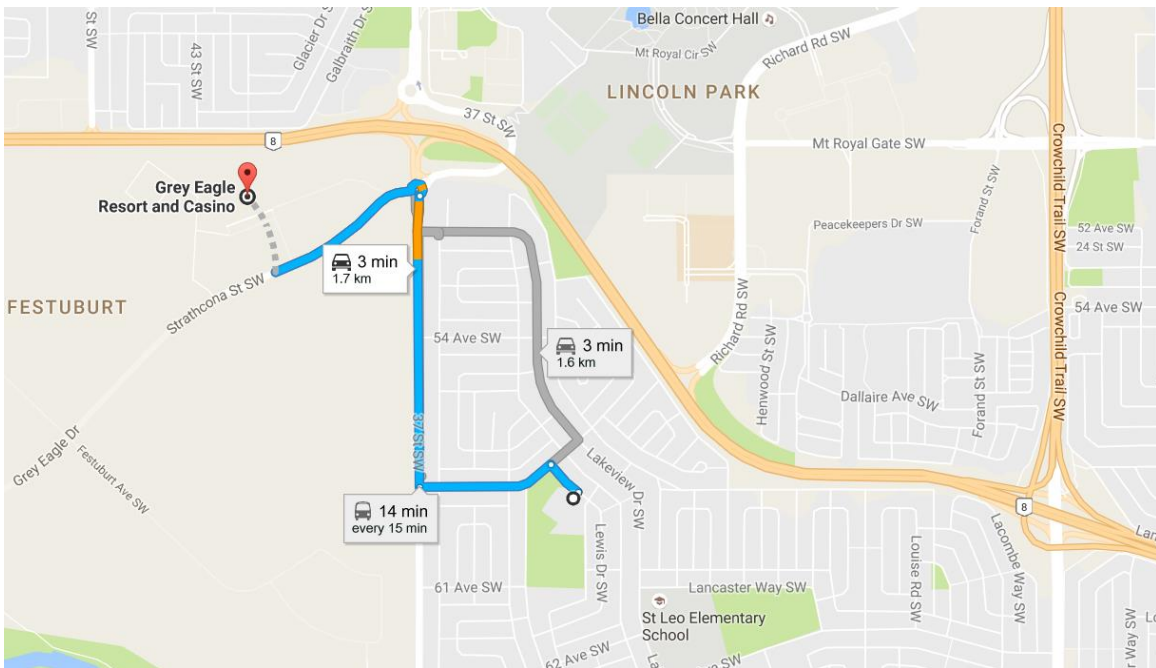 St SW
43 St SW
Glacier Dr S
Galbraith Dr S
Bella Concert Hall
Mt Royal Cir SW
Richard Rd SW
LINCOLN PARK
37 St SW
8
Mt Royal Gate SW
Crowchild Trail SW
Grey Eagle
Resort and Casino
Forand St SW
Peacekeepers Dr SW
52 Ave SW
24 St SW
3 min
1.7 km
Strathcona St SW
FESTUBURT
54 Ave SW
3 min
1.6 km
Richard Rd SW
Henwood St SW
54 Ave SW
Crowchild Trail SW
Dallaire Ave SW
Forand St SW
37 St SW
Grey Eagle Dr
Festuburt Ave SW
Lakeview Dr SW
14 min
every 15 min
8
Lewis Dr SW
Louise Rd SW
Lacombe Way SW
61 Ave SW
Lancaster Way SW
St Leo Elementary
School
62 Ave SW
r Way SW